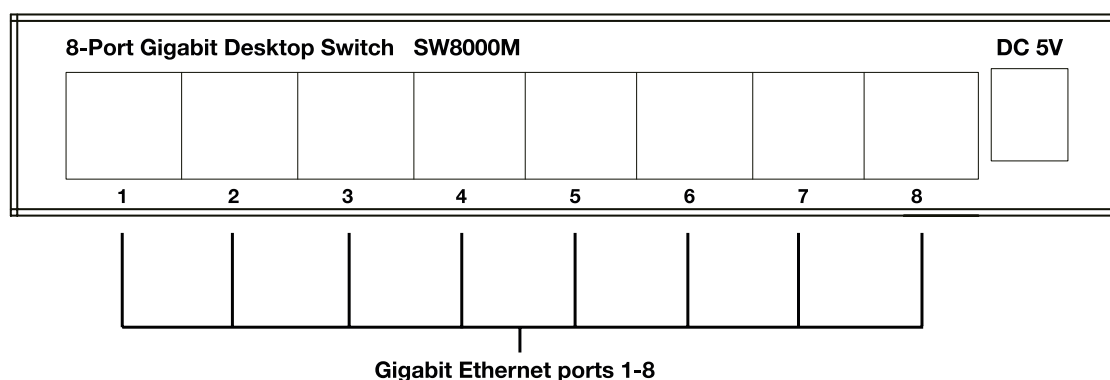 8-Port Gigabit Desktop Switch SW8000M DC 5V
1 2 3 4 5 6 7 8
Gigabit Ethernet ports 1-8